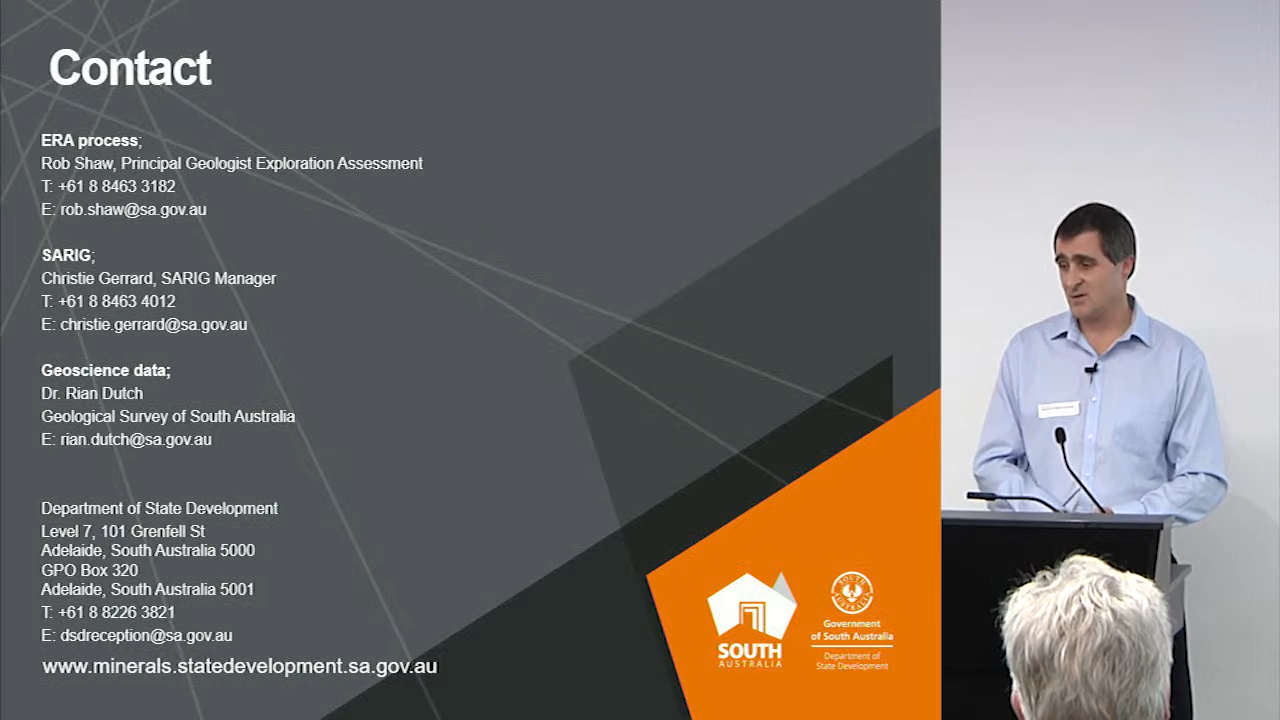 Contact
ERA process;
Rob Shaw, Principal Geologist Exploration Assessment
T: +61 8 8463 3182
E: rob.shaw@sa.gov.au
SARIG;
Christie Gerrard, SARIG Manager
T: +61 8 8463 4012
E: christie.gerrard@sa.gov.au
Geoscience data;
Dr. Rian Dutch
Geological Survey of South Australia
E: rian.dutch@sa.gov.au
Department of State Development
Level 7, 101 Grenfell St
Adelaide, South Australia 5000
GPO Box 320
Adelaide, South Australia 5001
T: +61 8 8226 3821
E: dsdreception@sa.gov.au
www.minerals.statedevelopment.sa.gov.au
SOUTH
AUSTRALIA
SOUTH
AUSTRALIA
Government
of South Australia
Department of
State Development